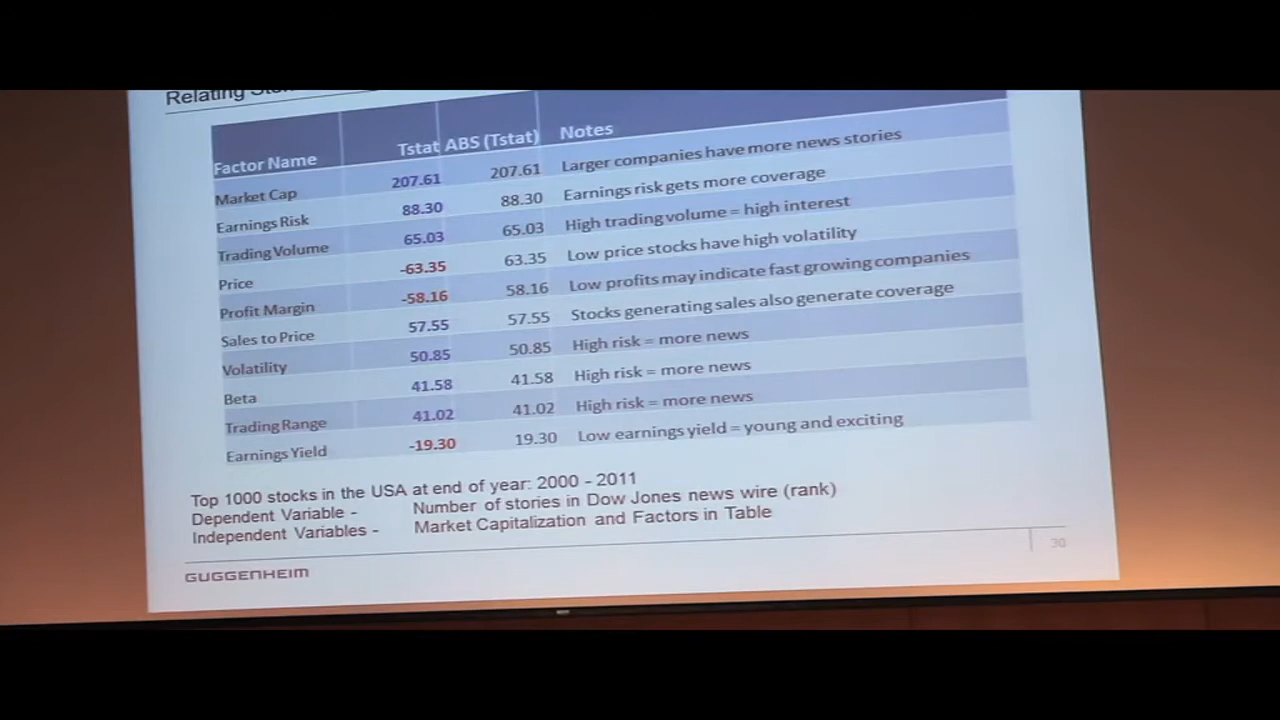 Relating
Factor Name Tstat ABS (Tstat) Notes
Market Cap 207.61 207.61 Larger companies have more news stories
Earnings Risk 88.30 88.30 Earnings risk gets more coverage
Trading Volume 65.03 65.03 High trading volume = high interest
Price -63.35 63.35 Low price stocks have high volatility
Profit Margin -58.16 58.16 Low profits may indicate fast growing companies
Sales to Price 57.55 57.55 Stocks generating sales also generate coverage
Volatility 50.85 50.85 High risk = more news
Beta 41.58 41.58 High risk = more news
Trading Range 41.02 41.02 High risk = more news
Earnings Yield -19.30 19.30 Low earnings yield = young and exciting
Top 1000 stocks in the USA at end of year: 2000 - 2011
Dependent Variable - Number of stories in Dow Jones news wire (rank)
Independent Variables - Market Capitalization and Factors in Table
GUGGENHEIM
30